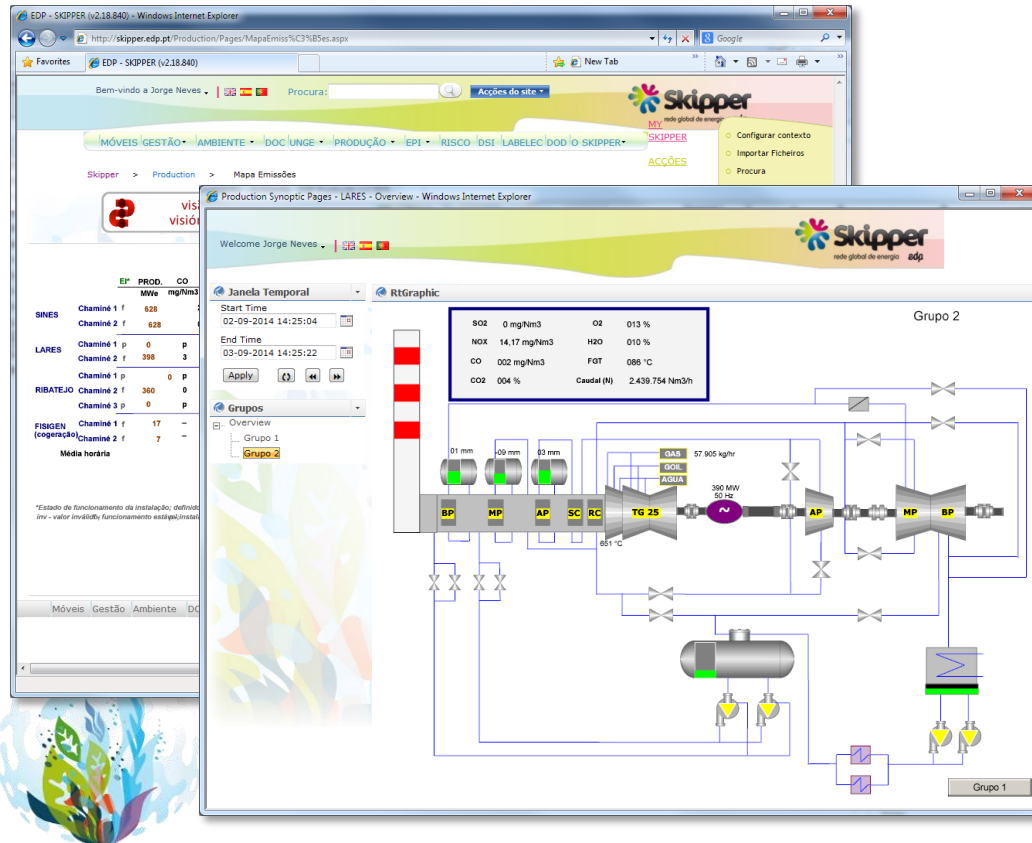 EDP - SKIPPER (v2.18.840) - Windows Internet Explorer
http://skipper.edp.pt/Production/Pages/MapaEmiss%C3%B5es.aspx
Google
Favorites
EDP - SKIPPER (v2.18.840)
New Tab
Bem-vindo a Jorge Neves
Procura:
Acções do site
Skipper
rede global de energia
MY SKIPPER
ACÇÕES
Configurar contexto
Importar Ficheiros
Procura
MÓVEIS GESTÃO AMBIENTE DOC UNGE PRODUÇÃO EPI RISCO DSI LABELEC DOD O SKIPPER
Skipper > Production > Mapa Emissões
EI* PROD. CO
MWe mg/Nm3
SINES
Chaminé 1 f 628
Chaminé 2 f 628
LARES
Chaminé 1 p 0 p
Chaminé 2 f 398 3
RIBATEJO
Chaminé 1 p 0 p
Chaminé 2 f 360 0
Chaminé 3 p 0 p
FISIGEN (cogeração)
Chaminé 1 f 17 –
Chaminé 2 f 7 –
Média horária
*Estado de funcionamento da instalação; definido
Móveis Gestão Ambiente
Production Synoptic Pages - LARES - Overview - Windows Internet Explorer
Welcome Jorge Neves
Skipper
rede global de energia edp
Janela Temporal
Start Time
02-09-2014 14:25:04
End Time
03-09-2014 14:25:22
Apply
Grupos
Overview
Grupo 1
Grupo 2
RtGraphic
Grupo 2
SO2 0 mg/Nm3 O2 013 %
NOX 14,17 mg/Nm3 H2O 010 %
CO 002 mg/Nm3 FGT 086 °C
CO2 004 % Caudal (N) 2.439.754 Nm3/h
01 mm -09 mm 03 mm
GAS 57.905 kg/hr
GOIL
AGUA
390 MW
50 Hz
BP MP AP SC RC TG 25 ~ AP MP BP
651 °C
Grupo 1